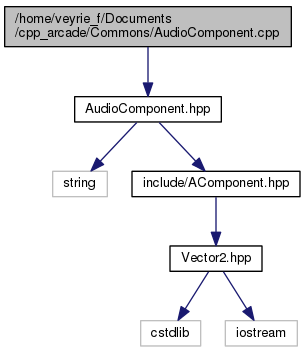 /home/veyrie_f/Documents
/cpp_arcade/Commons/AudioComponent.cpp
AudioComponent.hpp
string
include/AComponent.hpp
Vector2.hpp
cstdlib
iostream